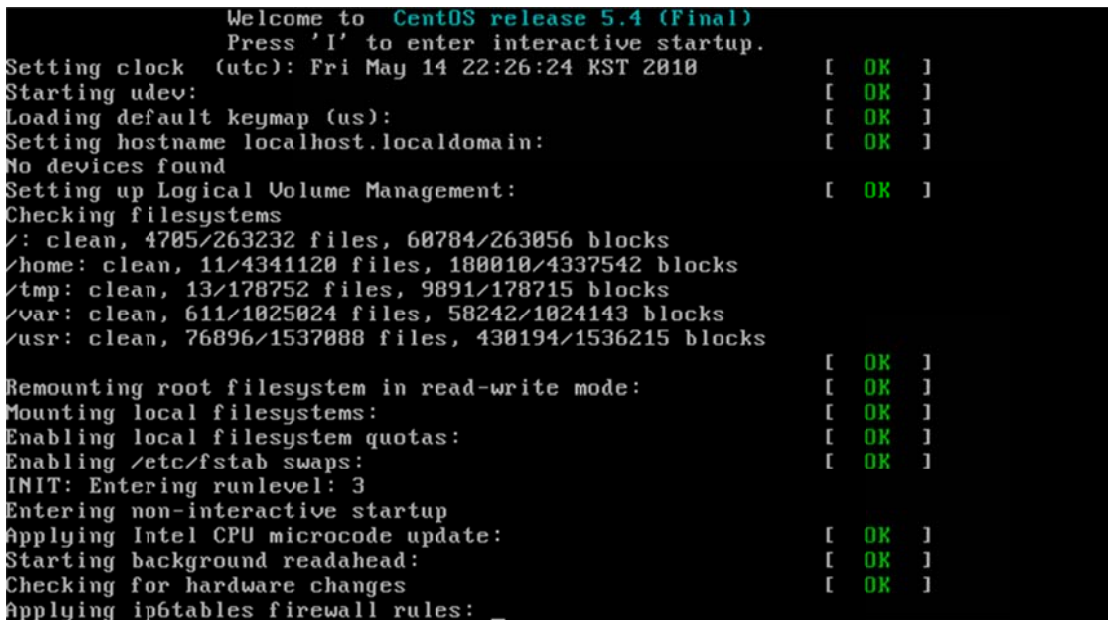 Welcome to CentOS release 5.4 (Final)
Press 'I' to enter interactive startup.
Setting clock (utc): Fri May 14 22:26:24 KST 2010 [ OK ]
Starting udev: [ OK ]
Loading default keymap (us): [ OK ]
Setting hostname localhost.localdomain: [ OK ]
No devices found
Setting up Logical Volume Management: [ OK ]
Checking filesystems
/: clean, 4705/263232 files, 60784/263056 blocks
/home: clean, 11/4341120 files, 180010/4337542 blocks
/tmp: clean, 13/178752 files, 9891/178715 blocks
/var: clean, 611/1025024 files, 58242/1024143 blocks
/usr: clean, 76896/1537088 files, 430194/1536215 blocks
[ OK ]
Remounting root filesystem in read-write mode: [ OK ]
Mounting local filesystems: [ OK ]
Enabling local filesystem quotas: [ OK ]
Enabling /etc/fstab swaps: [ OK ]
INIT: Entering runlevel: 3
Entering non-interactive startup
Applying Intel CPU microcode update: [ OK ]
Starting background readahead: [ OK ]
Checking for hardware changes [ OK ]
Applying ip6tables firewall rules: _